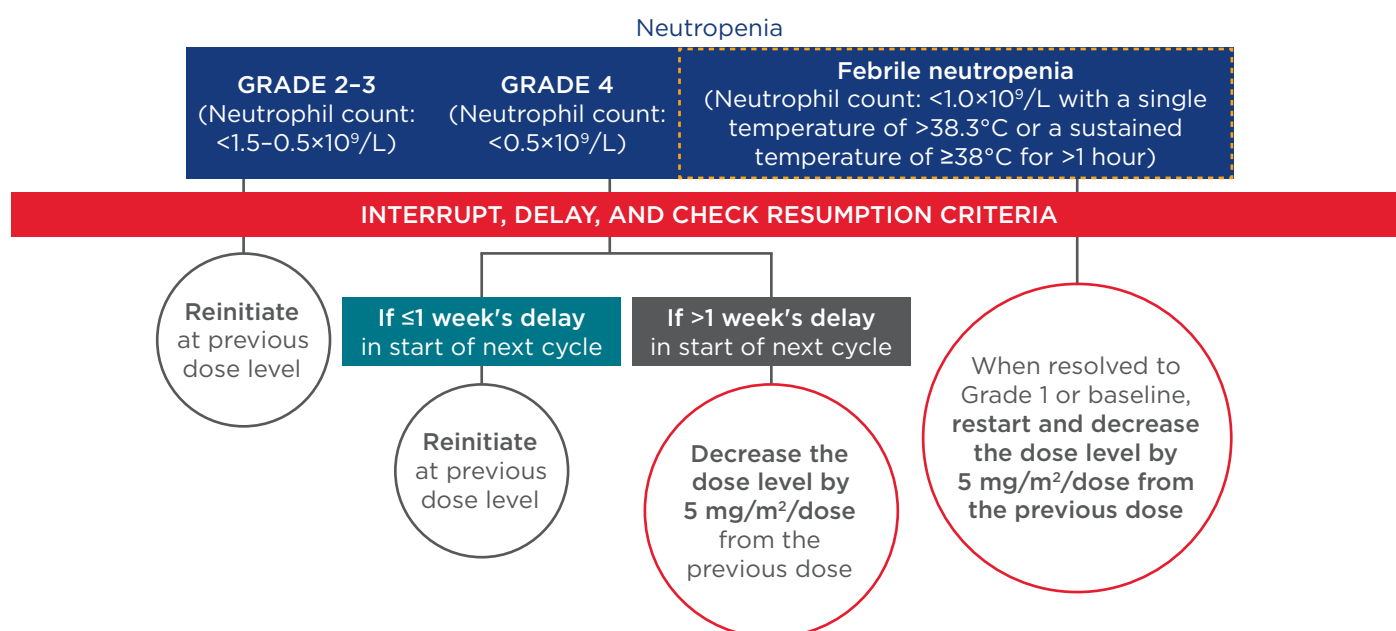 Neutropenia
GRADE 2–3
(Neutrophil count:
<1.5–0.5×10⁹/L)
GRADE 4
(Neutrophil count:
<0.5×10⁹/L)
Febrile neutropenia
(Neutrophil count: <1.0×10⁹/L with a single
temperature of >38.3°C or a sustained
temperature of ≥38°C for >1 hour)
INTERRUPT, DELAY, AND CHECK RESUMPTION CRITERIA
Reinitiate
at previous
dose level
If ≤1 week's delay
in start of next cycle
Reinitiate
at previous
dose level
If >1 week's delay
in start of next cycle
Decrease the
dose level by
5 mg/m²/dose
from the
previous dose
When resolved to
Grade 1 or baseline,
restart and decrease
the dose level by
5 mg/m²/dose from
the previous dose